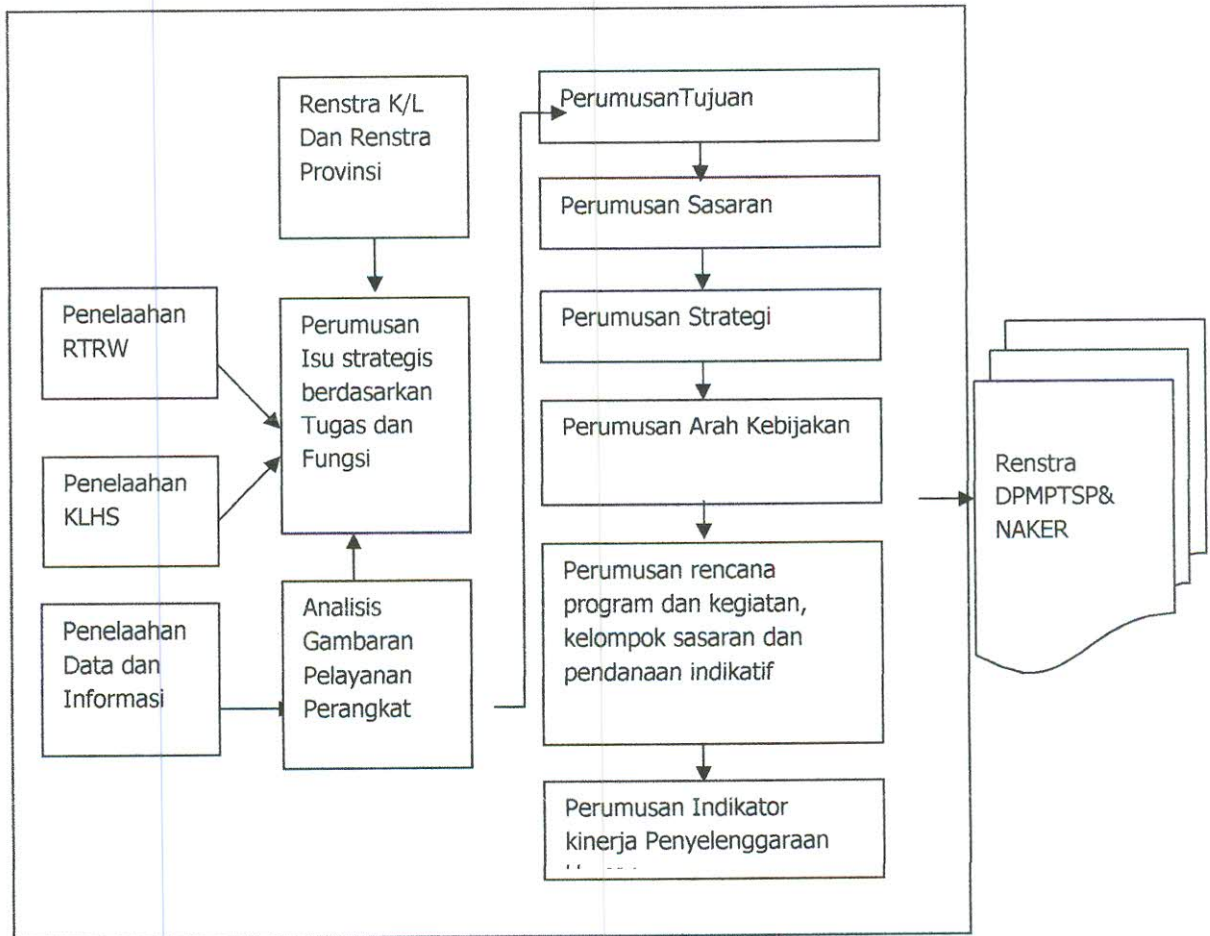 Renstra K/L
Dan Renstra
Provinsi
Penelaahan
RTRW
Perumusan
Isu strategis
berdasarkan
Tugas dan
Fungsi
Penelaahan
KLHS
Penelaahan
Data dan
Informasi
Analisis
Gambaran
Pelayanan
Perangkat
PerumusanTujuan
Perumusan Sasaran
Perumusan Strategi
Perumusan Arah Kebijakan
Perumusan rencana
program dan kegiatan,
kelompok sasaran dan
pendanaan indikatif
Perumusan Indikator
kinerja Penyelenggaraan
Renstra
DPMPTSP&
NAKER